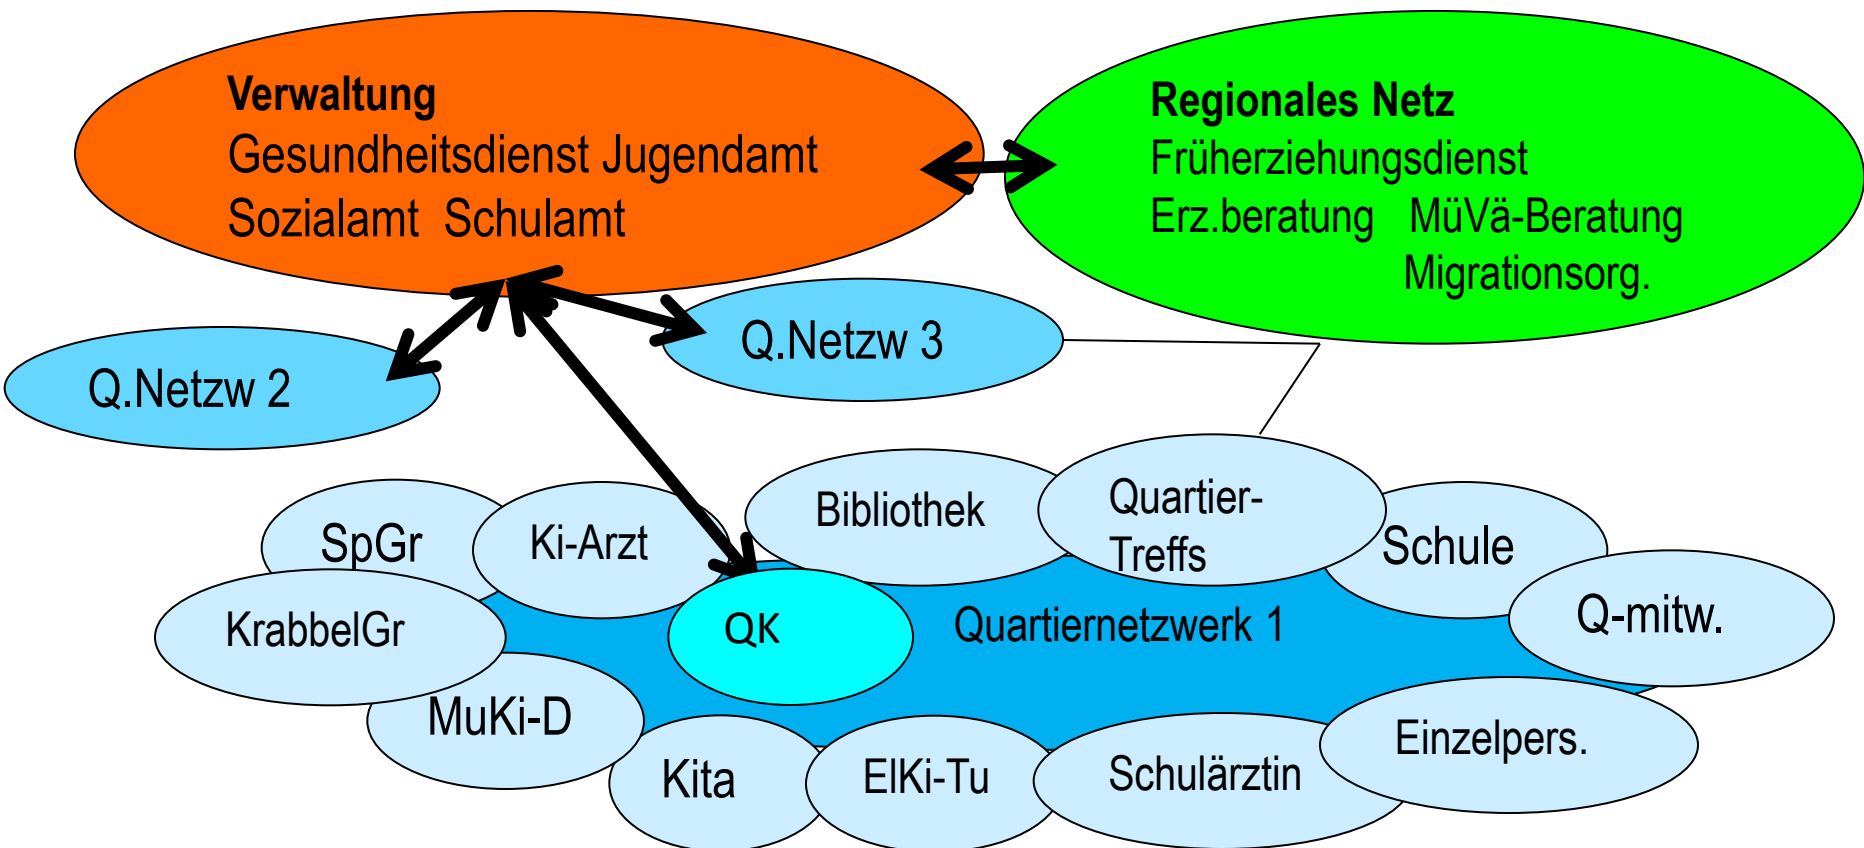 Verwaltung
Gesundheitsdienst Jugendamt
Sozialamt Schulamt
Regionales Netz
Früherziehungsdienst
Erz.beratung MüVä-Beratung
Migrationsorg.
Q.Netzw 3
Q.Netzw 2
Bibliothek
Quartier-
Treffs
SpGr
Ki-Arzt
Schule
KrabbelGr
QK
Quartiernetzwerk 1
Q-mitw.
MuKi-D
Kita
ElKi-Tu
Schulärztin
Einzelpers.